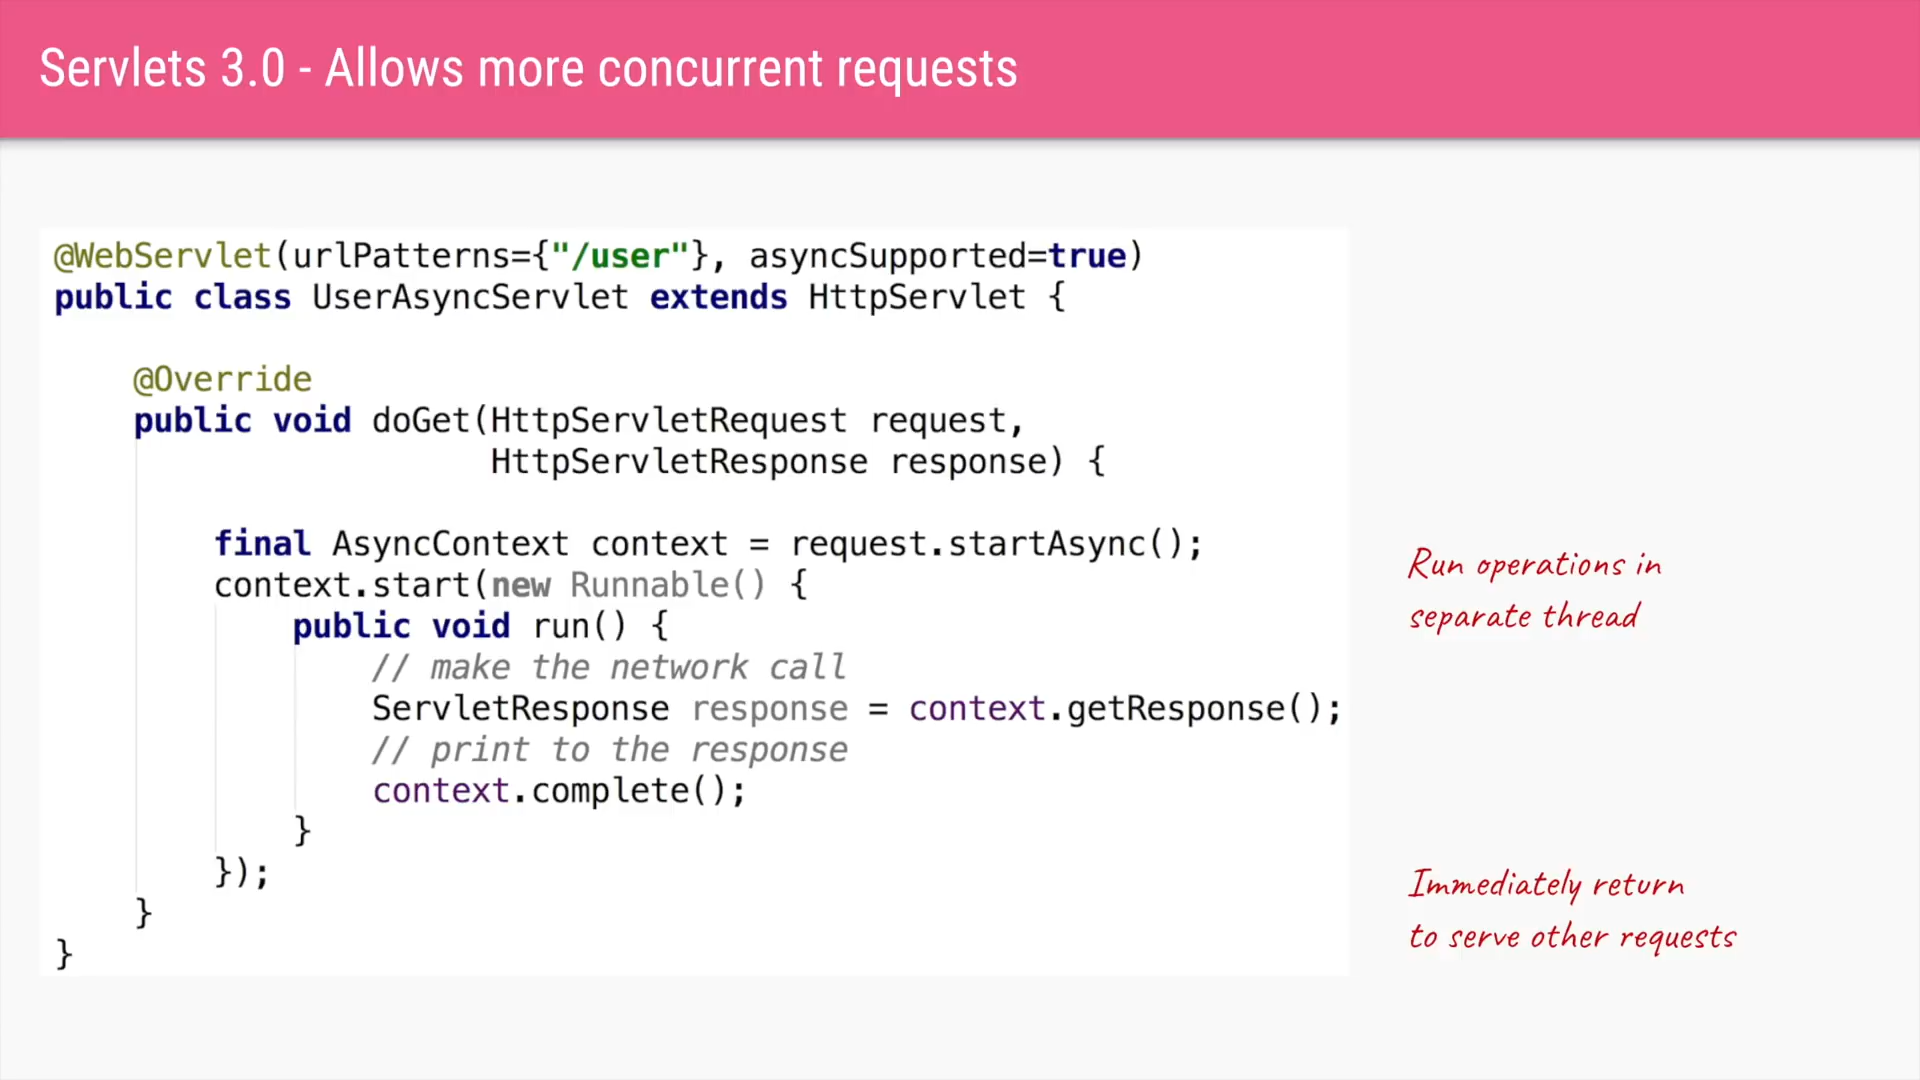 Servlets 3.0 - Allows more concurrent requests
@WebServlet(urlPatterns={"/user"}, asyncSupported=true)
public class UserAsyncServlet extends HttpServlet {
@Override
public void doGet(HttpServletRequest request,
HttpServletResponse response) {
final AsyncContext context = request.startAsync();
context.start(new Runnable() {
public void run() {
// make the network call
ServletResponse response = context.getResponse();
// print to the response
context.complete();
}
});
}
}
Run operations in
separate thread
Immediately return
to serve other requests